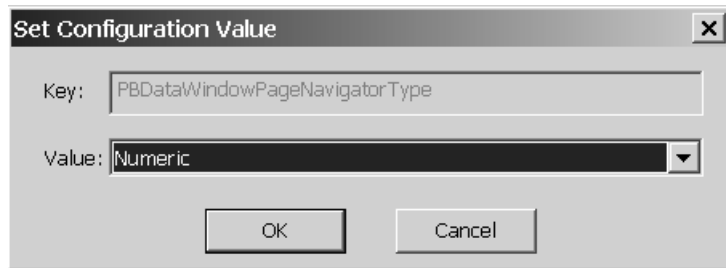 Set Configuration Value
Key: PBDataWindowPageNavigatorType
Value: Numeric
OK Cancel